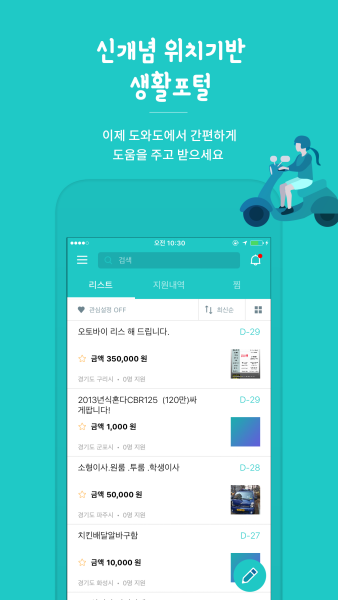 신개념 위치기반
생활포털
이제 도와도에서 간편하게
도움을 주고 받으세요
오전 10:30
검색
리스트 지원내역 찜
관심설정 OFF 최신순
오토바이 리스 해 드립니다. D-29
금액 350,000 원
경기도 구리시 • 0명 지원
2013년식혼다CBR125 (120만)싸 D-29
게팝니다!
금액 1,000 원
경기도 군포시 • 0명 지원
소형이사.원룸 .투룸 .학생이사 D-28
금액 50,000 원
경기도 파주시 • 0명 지원
치킨배달알바구함 D-27
금액 10,000 원
경기도 화성시 • 0명 지원